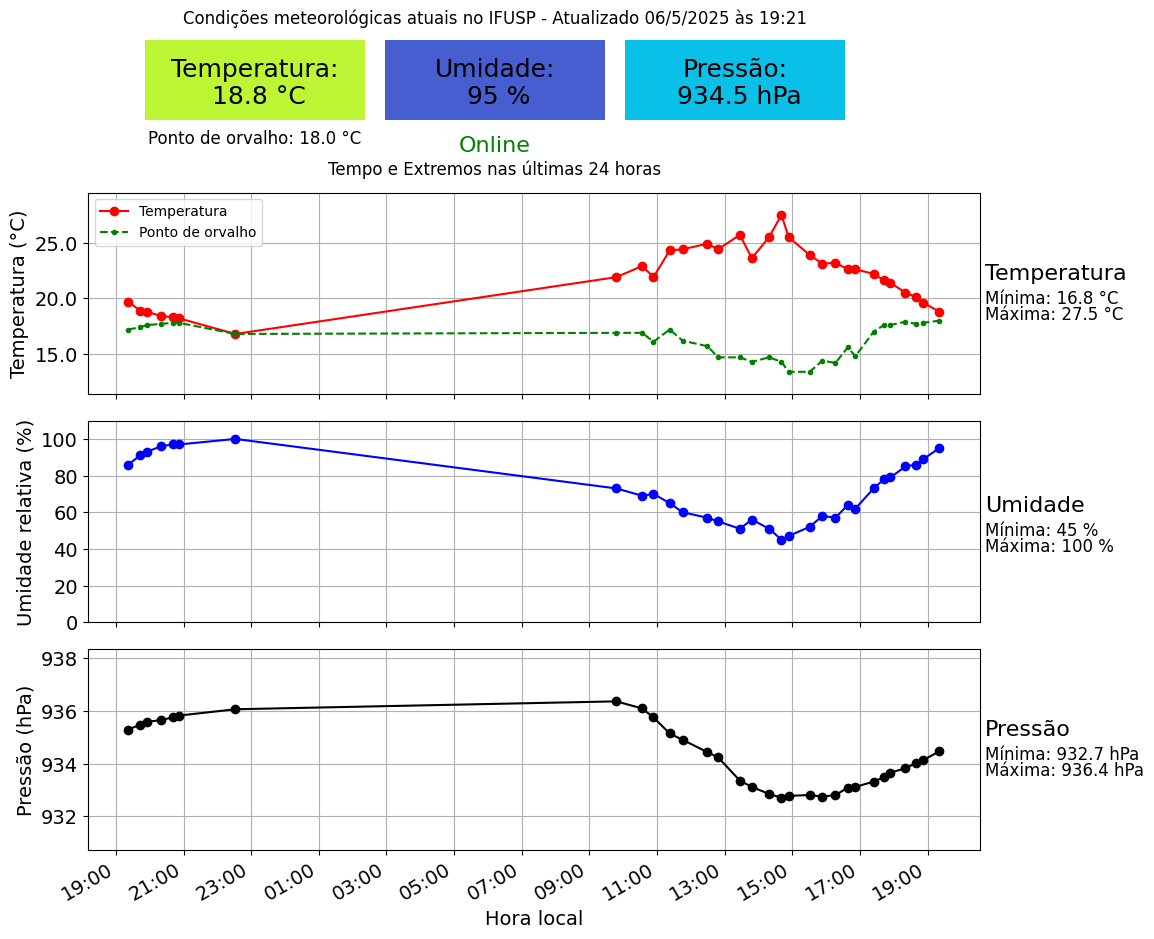 Condições meteorológicas atuais no IFUSP - Atualizado 06/5/2025 às 19:21
Temperatura:
18.8 °C
Umidade:
95 %
Pressão:
934.5 hPa
Ponto de orvalho: 18.0 °C
Online
Tempo e Extremos nas últimas 24 horas
Temperatura
Ponto de orvalho
Temperatura (°C)
25.0
20.0
15.0
Temperatura
Mínima: 16.8 °C
Máxima: 27.5 °C
Umidade relativa (%)
100
80
60
40
20
0
Umidade
Mínima: 45 %
Máxima: 100 %
Pressão (hPa)
938
936
934
932
Pressão
Mínima: 932.7 hPa
Máxima: 936.4 hPa
19:00 21:00 23:00 01:00 03:00 05:00 07:00 09:00 11:00 13:00 15:00 17:00 19:00
Hora local